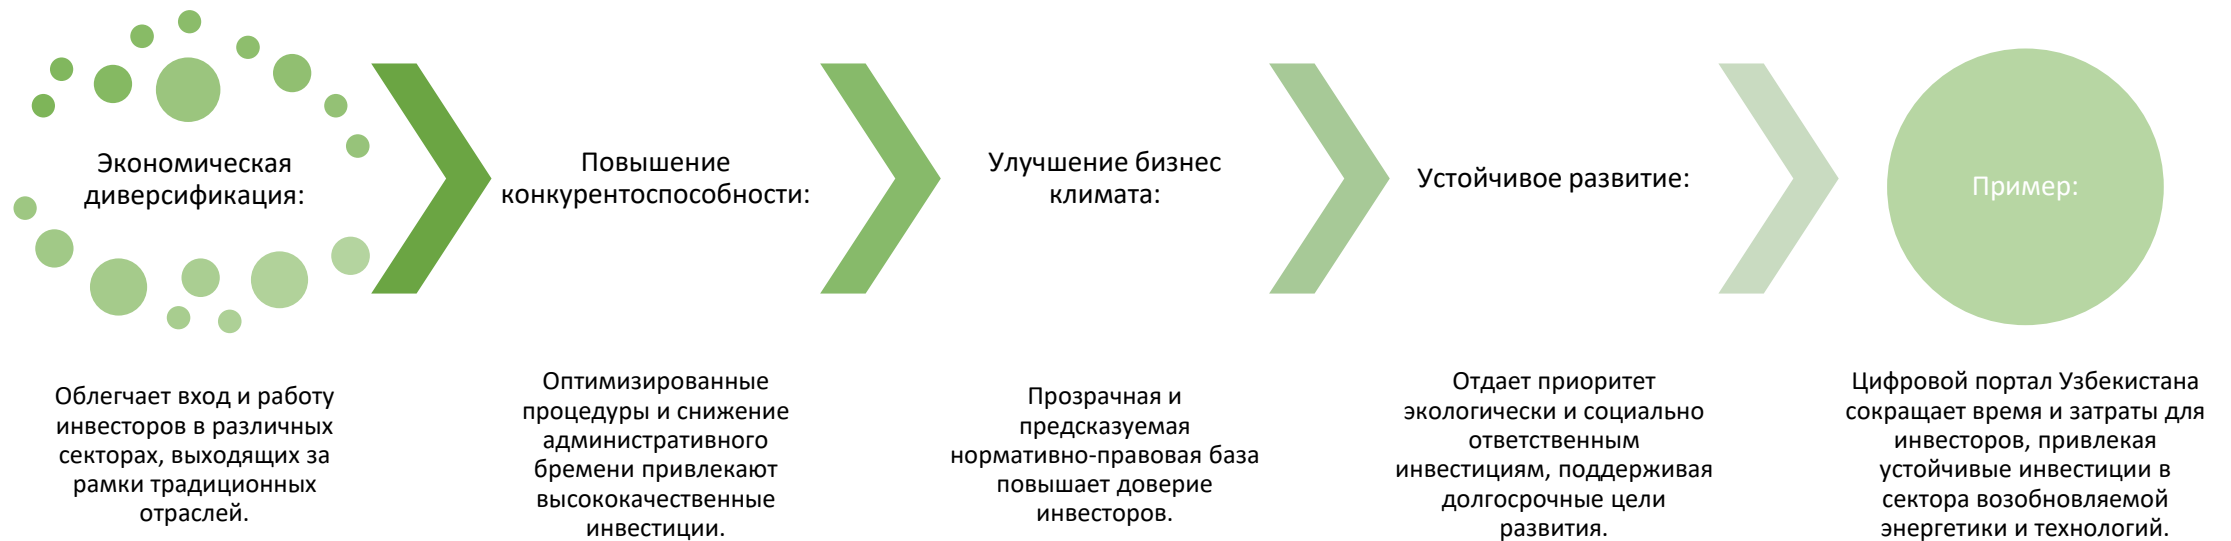 Экономическая
диверсификация:
Облегчает вход и работу
инвесторов в различных
секторах, выходящих за
рамки традиционных
отраслей.
Повышение
конкурентоспособности:
Оптимизированные
процедуры и снижение
административного
бремени привлекают
высококачественные
инвестиции.
Улучшение бизнес
климата:
Прозрачная и
предсказуемая
нормативно-правовая база
повышает доверие
инвесторов.
Устойчивое развитие:
Отдает приоритет
экологически и социально
ответственным
инвестициям, поддерживая
долгосрочные цели
развития.
Пример:
Цифровой портал Узбекистана
сокращает время и затраты для
инвесторов, привлекая
устойчивые инвестиции в
сектора возобновляемой
энергетики и технологий.